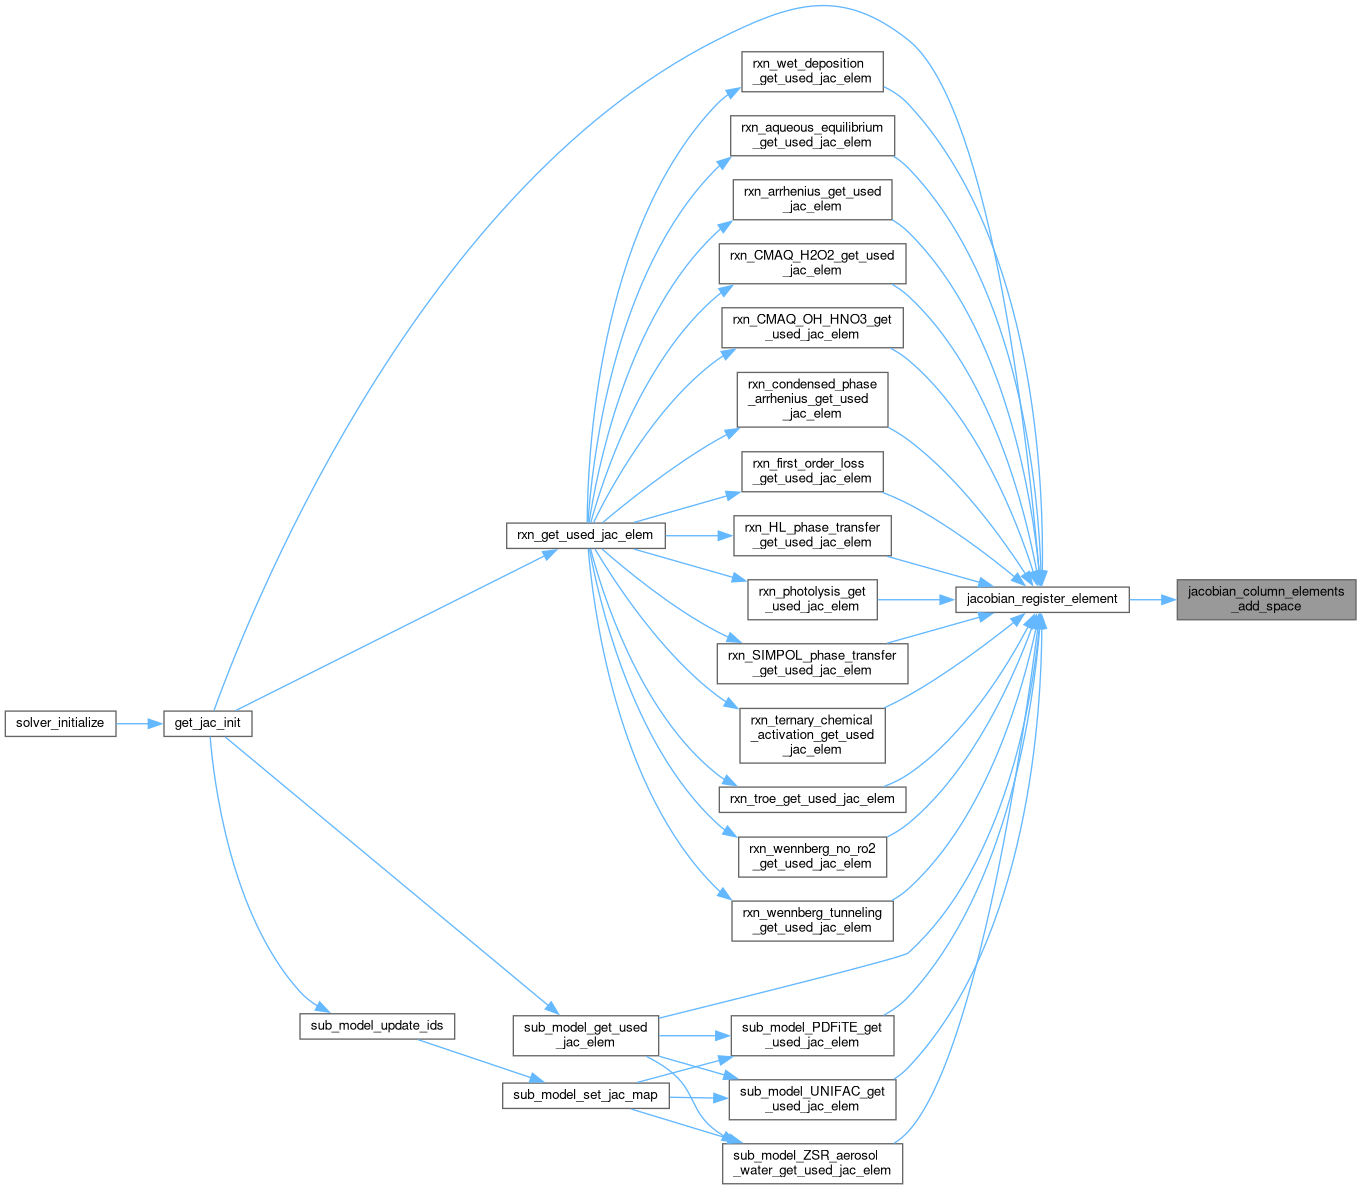 rxn_wet_deposition
_get_used_jac_elem
rxn_aqueous_equilibrium
_get_used_jac_elem
rxn_arrhenius_get_used
_jac_elem
rxn_CMAQ_H2O2_get_used
_jac_elem
rxn_CMAQ_OH_HNO3_get
_used_jac_elem
rxn_condensed_phase
_arrhenius_get_used
_jac_elem
rxn_first_order_loss
_get_used_jac_elem
rxn_HL_phase_transfer
_get_used_jac_elem
rxn_get_used_jac_elem
rxn_photolysis_get
_used_jac_elem
jacobian_register_element
jacobian_column_elements
_add_space
rxn_SIMPOL_phase_transfer
_get_used_jac_elem
solver_initialize
get_jac_init
rxn_ternary_chemical
_activation_get_used
_jac_elem
rxn_troe_get_used_jac_elem
rxn_wennberg_no_ro2
_get_used_jac_elem
rxn_wennberg_tunneling
_get_used_jac_elem
sub_model_update_ids
sub_model_get_used
_jac_elem
sub_model_PDFiTE_get
_used_jac_elem
sub_model_set_jac_map
sub_model_UNIFAC_get
_used_jac_elem
sub_model_ZSR_aerosol
_water_get_used_jac_elem